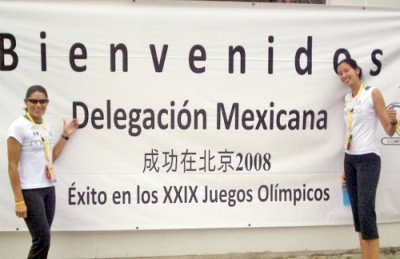 Bienvenidos
Delegación Mexicana
成功在北京2008
Éxito en los XXIX Juegos Olímpicos